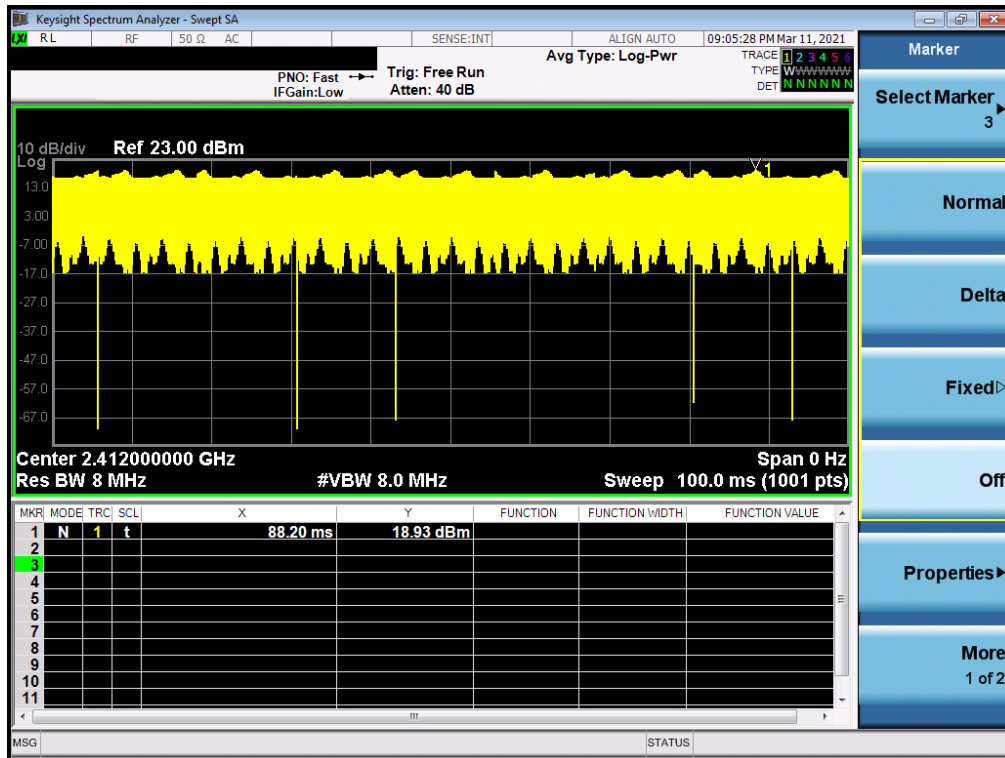 Keysight Spectrum Analyzer - Swept SA
LXI RL RF 50 Ω AC SENSE:INT ALIGN AUTO 09:05:28 PM Mar 11, 2021
PNO: Fast Trig: Free Run Avg Type: Log-Pwr TRACE 1 2 3 4 5 6
IFGain:Low Atten: 40 dB TYPE WWWWWW
DET N N N N N N
10 dB/div Ref 23.00 dBm
Log
1
13.0
3.00
-7.00
-17.0
-27.0
-37.0
-47.0
-57.0
-67.0
Center 2.412000000 GHz Span 0 Hz
Res BW 8 MHz #VBW 8.0 MHz Sweep 100.0 ms (1001 pts)
MKR MODE TRC SCL X Y FUNCTION FUNCTION WIDTH FUNCTION VALUE
1 N 1 t 88.20 ms 18.93 dBm
2
3
4
5
6
7
8
9
10
11
MSG STATUS
Marker
Select Marker
3
Normal
Delta
Fixed
Off
Properties
More
1 of 2